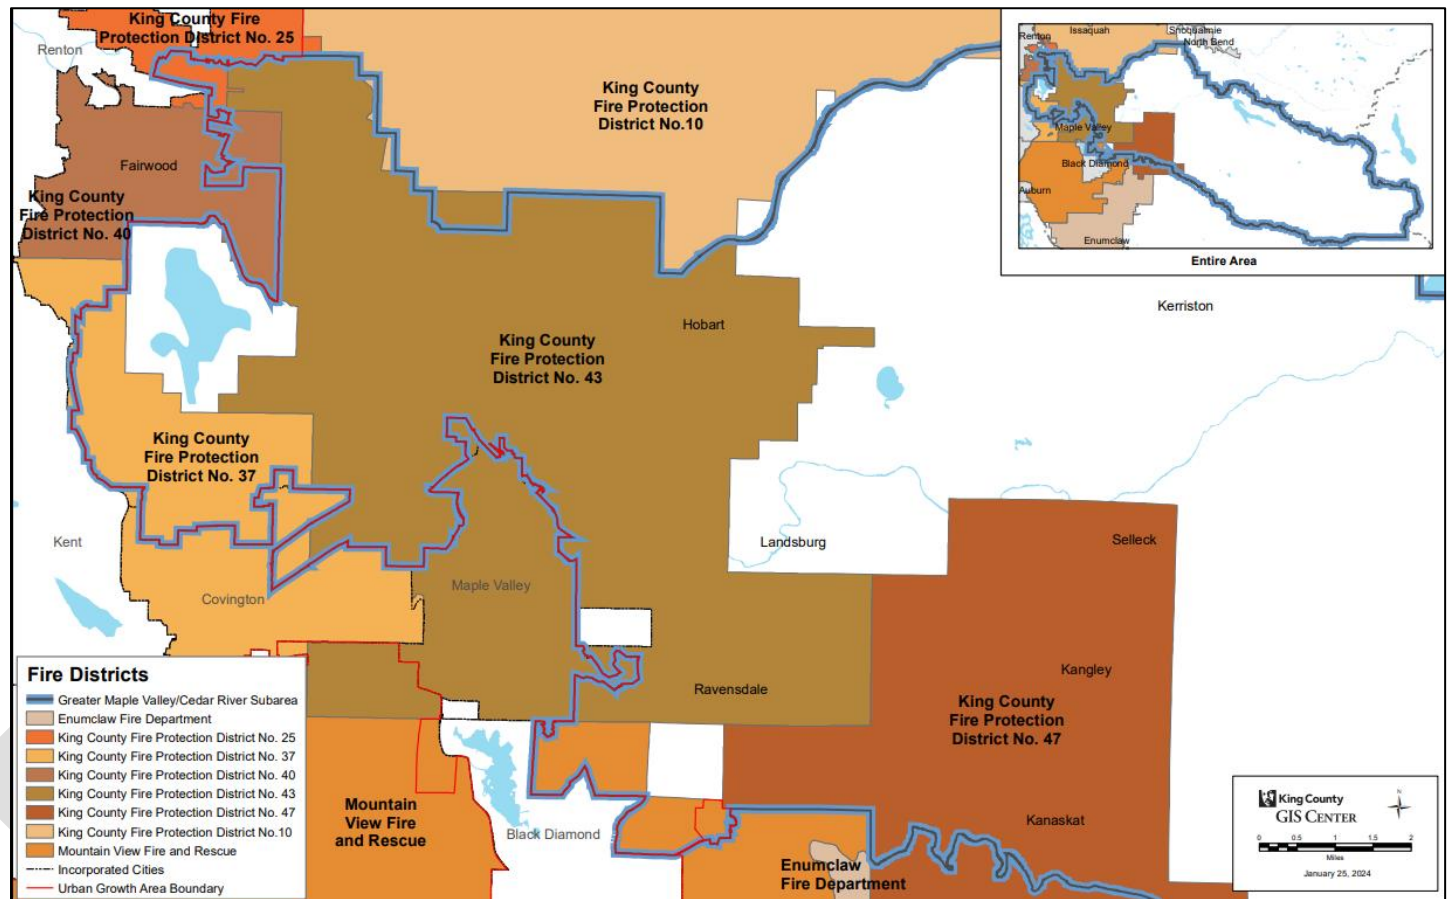 King County Fire
Protection District No. 25
Renton
King County
Fire Protection
District No.10
Fairwood
King County
Fire Protection
District No. 40
Hobart
King County
Fire Protection
District No. 43
Kerriston
King County
Fire Protection
District No. 37
Kent
Landsburg
Selleck
Covington
Maple Valley
Kangley
Ravensdale
King County
Fire Protection
District No. 47
Mountain
View Fire
and Rescue
Black Diamond
Kanaskat
Enumclaw
Fire Department
Issaquah
Snoqualmie
North Bend
Renton
Maple Valley
Black Diamond
Auburn
Enumclaw
Entire Area
Fire Districts
Greater Maple Valley/Cedar River Subarea
Enumclaw Fire Department
King County Fire Protection District No. 25
King County Fire Protection District No. 37
King County Fire Protection District No. 40
King County Fire Protection District No. 43
King County Fire Protection District No. 47
King County Fire Protection District No.10
Mountain View Fire and Rescue
Incorporated Cities
Urban Growth Area Boundary
King County
GIS CENTER
N
0 0.5 1 1.5 2
Miles
January 25, 2024